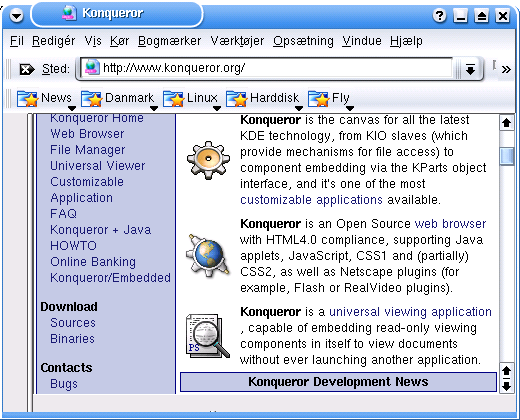 Konqueror
Fil Redigér Vis Kør Bogmærker Værktøjer Opsætning Vindue Hjælp
Sted: http://www.konqueror.org/
News Danmark Linux Harddisk Fly
Konqueror Home
Web Browser
File Manager
Universal Viewer
Customizable
Application
FAQ
Konqueror + Java
HOWTO
Online Banking
Konqueror/Embedded
Download
Sources
Binaries
Contacts
Bugs
Konqueror is the canvas for all the latest
KDE technology, from KIO slaves (which
provide mechanisms for file access) to
component embedding via the KParts object
interface, and it's one of the most
customizable applications available.
Konqueror is an Open Source web browser
with HTML4.0 compliance, supporting Java
applets, JavaScript, CSS1 and (partially)
CSS2, as well as Netscape plugins (for
example, Flash or RealVideo plugins).
PS
Konqueror is a universal viewing application
, capable of embedding read-only viewing
components in itself to view documents
without ever launching another application.
Konqueror Development News